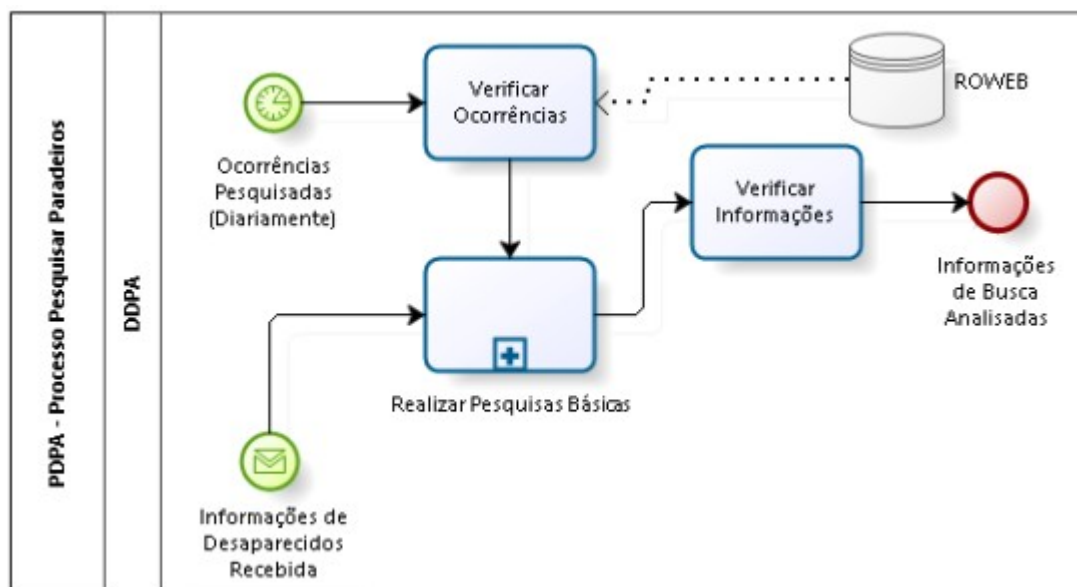 PDPA - Processo Pesquisar Paradeiros
DDPA
Ocorrências
Pesquisadas
(Diariamente)
Verificar
Ocorrências
ROWEB
Verificar
Informações
Informações
de Busca
Analisadas
Realizar Pesquisas Básicas
Informações de
Desaparecidos
Recebida